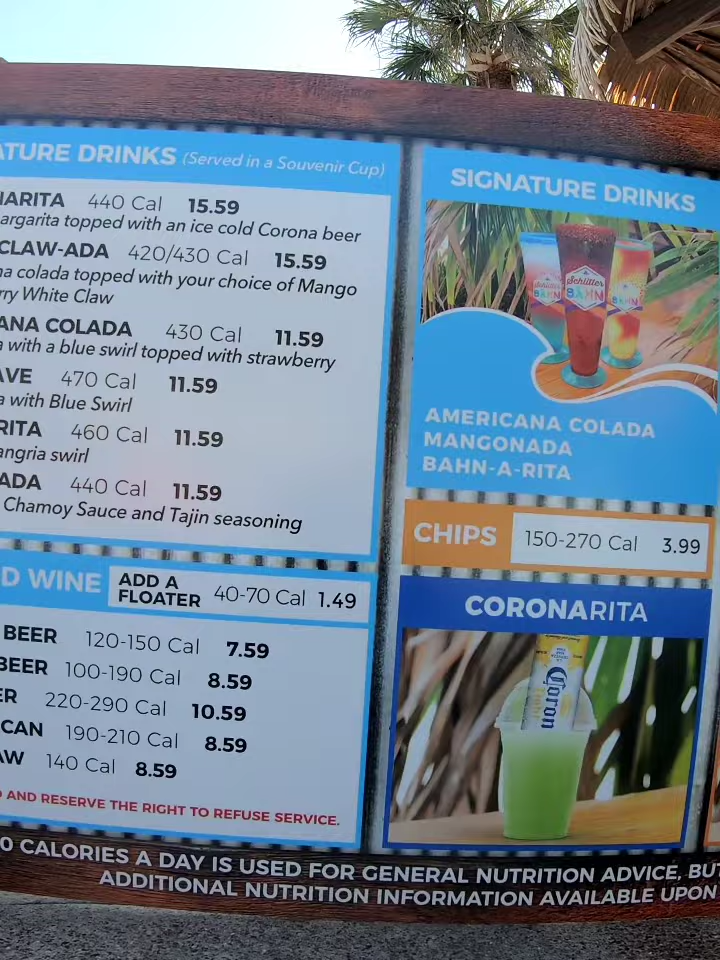 ATURE DRINKS (Served in a Souvenir Cup)
ARITA 440 Cal 15.59
argarita topped with an ice cold Corona beer
CLAW-ADA 420/430 Cal 15.59
a colada topped with your choice of Mango
rry White Claw
ANA COLADA 430 Cal 11.59
a with a blue swirl topped with strawberry
AVE 470 Cal 11.59
a with Blue Swirl
RITA 460 Cal 11.59
angria swirl
ADA 440 Cal 11.59
Chamoy Sauce and Tajin seasoning
D WINE
ADD A
FLOATER 40-70 Cal 1.49
BEER 120-150 Cal 7.59
BEER 100-190 Cal 8.59
ER 220-290 Cal 10.59
CAN 190-210 Cal 8.59
AW 140 Cal 8.59
AND RESERVE THE RIGHT TO REFUSE SERVICE.
SIGNATURE DRINKS
Schlitter
BAHN
Schlitter
BAHN
BAHN
AMERICANA COLADA
MANGONADA
BAHN-A-RITA
CHIPS 150-270 Cal 3.99
CORONARITA
Coron
0 CALORIES A DAY IS USED FOR GENERAL NUTRITION ADVICE, BUT
ADDITIONAL NUTRITION INFORMATION AVAILABLE UPON